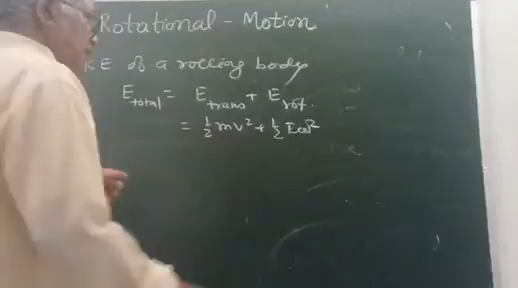 Rotational - Motion
KE of a rolling body
E_total = E_trans + E_rot.
= ½ mv² + ½ Iω²